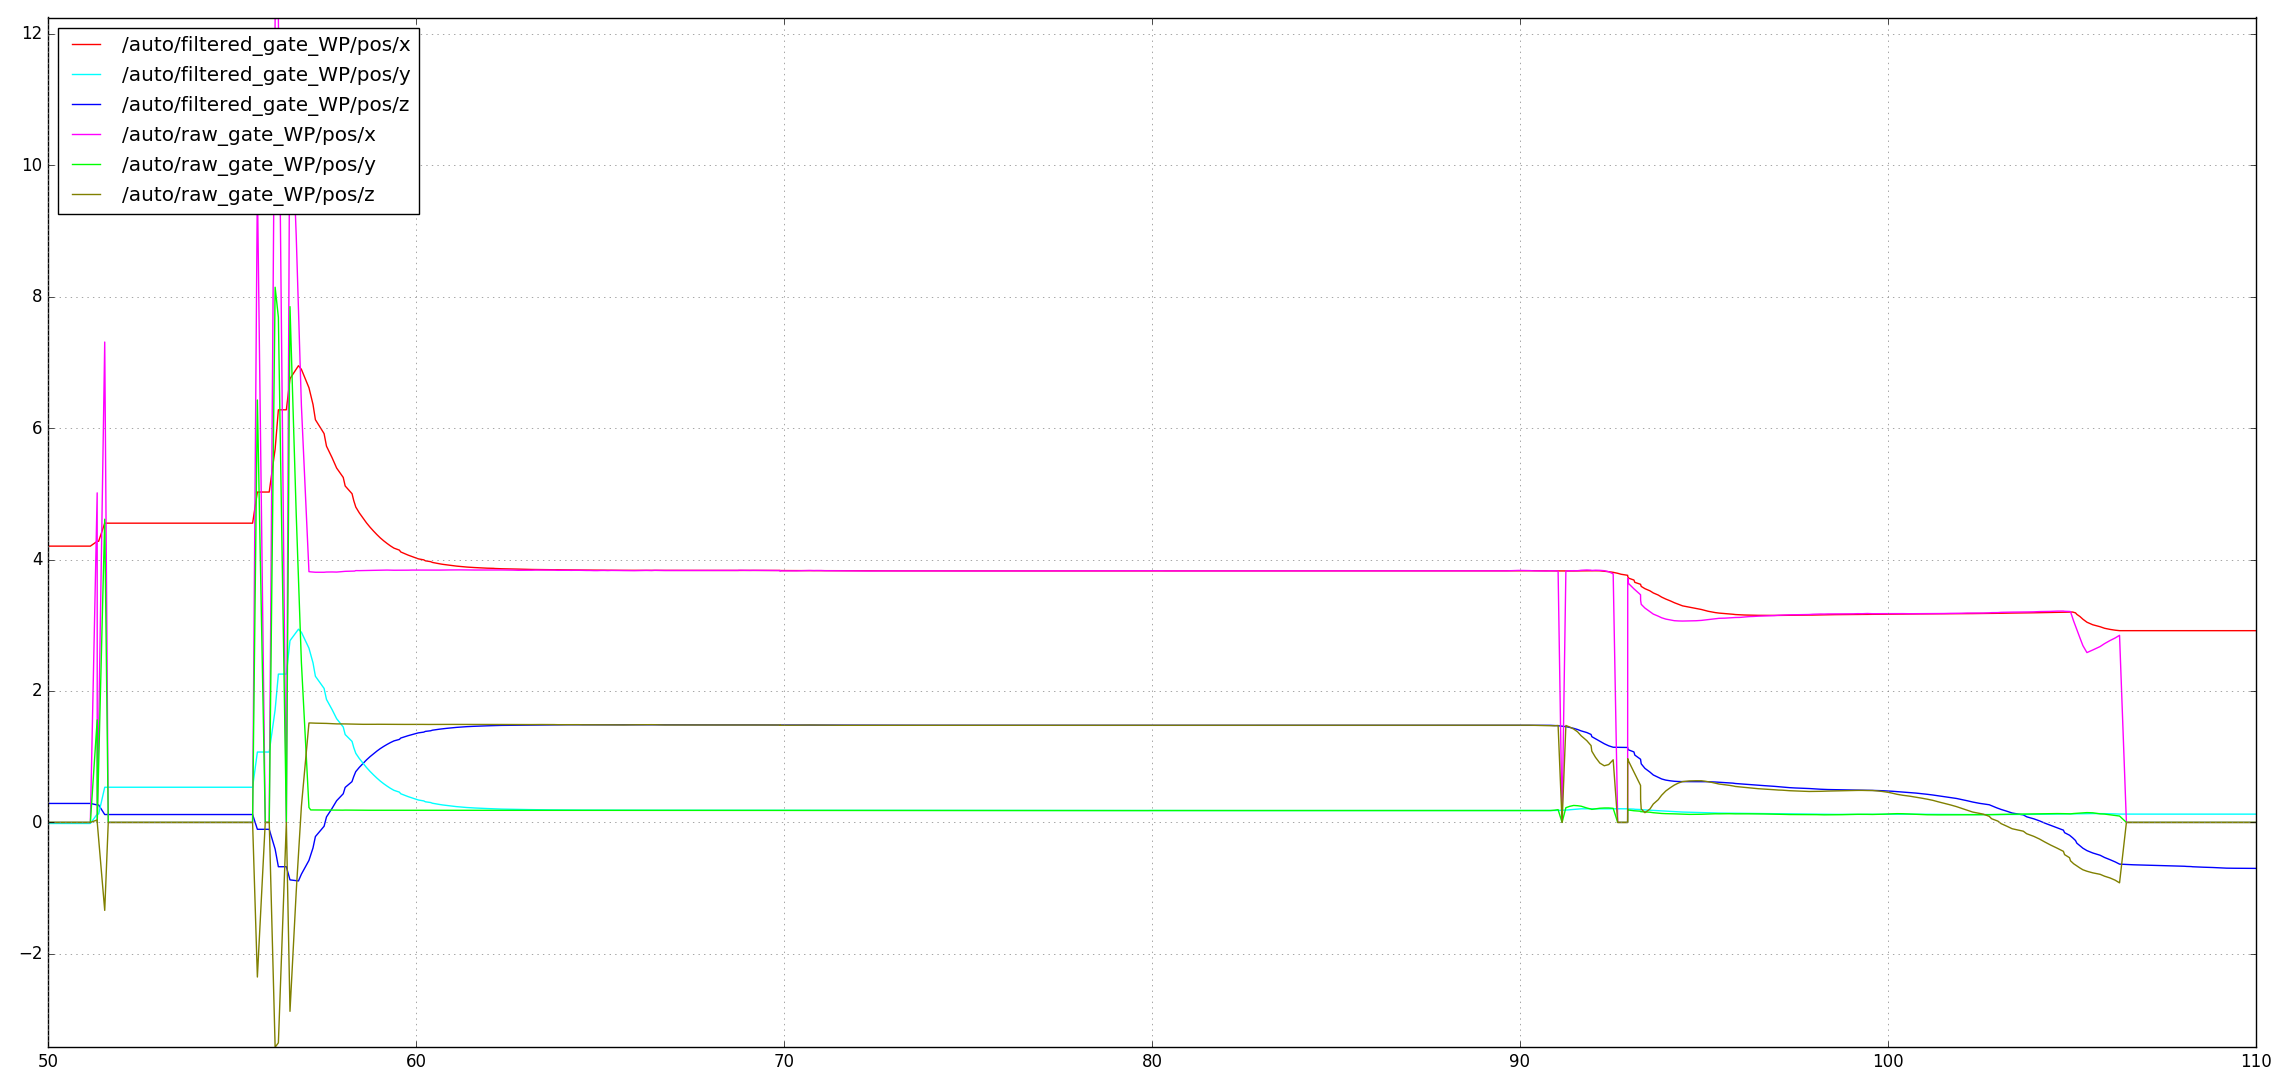 12
10
8
6
4
2
0
−2
/auto/filtered_gate_WP/pos/x
/auto/filtered_gate_WP/pos/y
/auto/filtered_gate_WP/pos/z
/auto/raw_gate_WP/pos/x
/auto/raw_gate_WP/pos/y
/auto/raw_gate_WP/pos/z
50 60 70 80 90 100 110